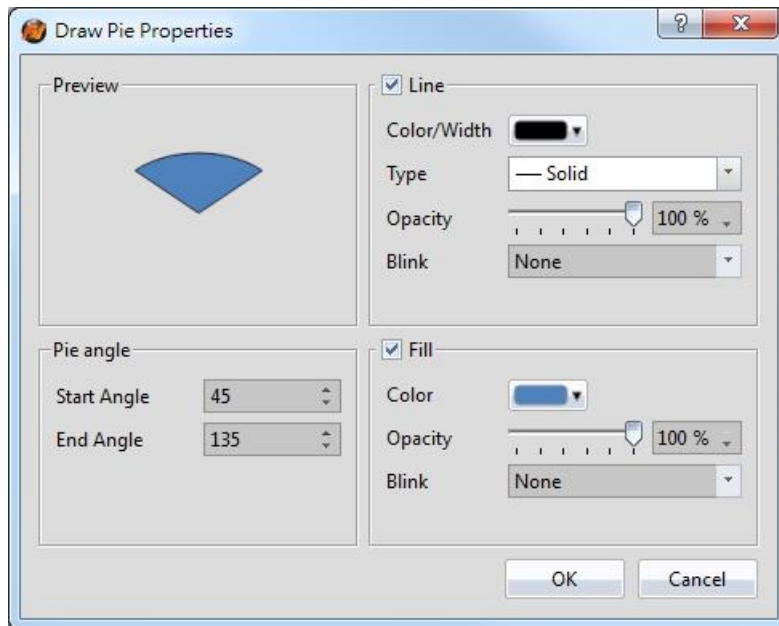 Draw Pie Properties
?
X
Preview
Line
Color/Width
Type
Solid
Opacity
100 %
Blink
None
Pie angle
Start Angle
45
End Angle
135
Fill
Color
Opacity
100 %
Blink
None
OK
Cancel